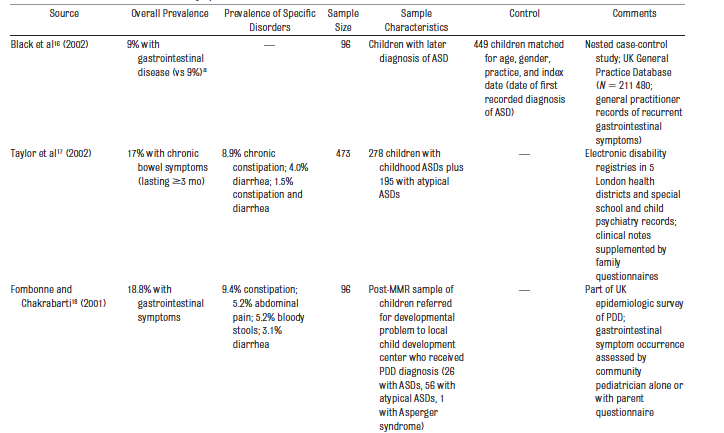 Source Overall Prevalence Prevalence of Specific Disorders Sample Size Sample Characteristics Control Comments
Black et al16 (2002)
9% with
gastrointestinal
disease (vs 9%)a
—
96
Children with later
diagnosis of ASD
449 children matched
for age, gender,
practice, and index
date (date of first
recorded diagnosis
of ASD)
Nested case-control
study; UK General
Practice Database
(N = 211 480;
general practitioner
records of recurrent
gastrointestinal
symptoms)
Taylor et al17 (2002)
17% with chronic
bowel symptoms
(lasting ≥3 mo)
8.9% chronic
constipation; 4.0%
diarrhea; 1.5%
constipation and
diarrhea
473
278 children with
childhood ASDs plus
195 with atypical
ASDs
—
Electronic disability
registries in 5
London health
districts and special
school and child
psychiatry records;
clinical notes
supplemented by
family
questionnaires
Fombonne and
Chakrabarti18 (2001)
18.8% with
gastrointestinal
symptoms
9.4% constipation;
5.2% abdominal
pain; 5.2% bloody
stools; 3.1%
diarrhea
96
Post-MMR sample of
children referred
for developmental
problem to local
child development
center who received
PDD diagnosis (26
with ASDs, 56 with
atypical ASDs, 1
with Asperger
syndrome)
—
Part of UK
epidemiologic survey
of PDD;
gastrointestinal
symptom occurrence
assessed by
community
pediatrician alone or
with parent
questionnaire